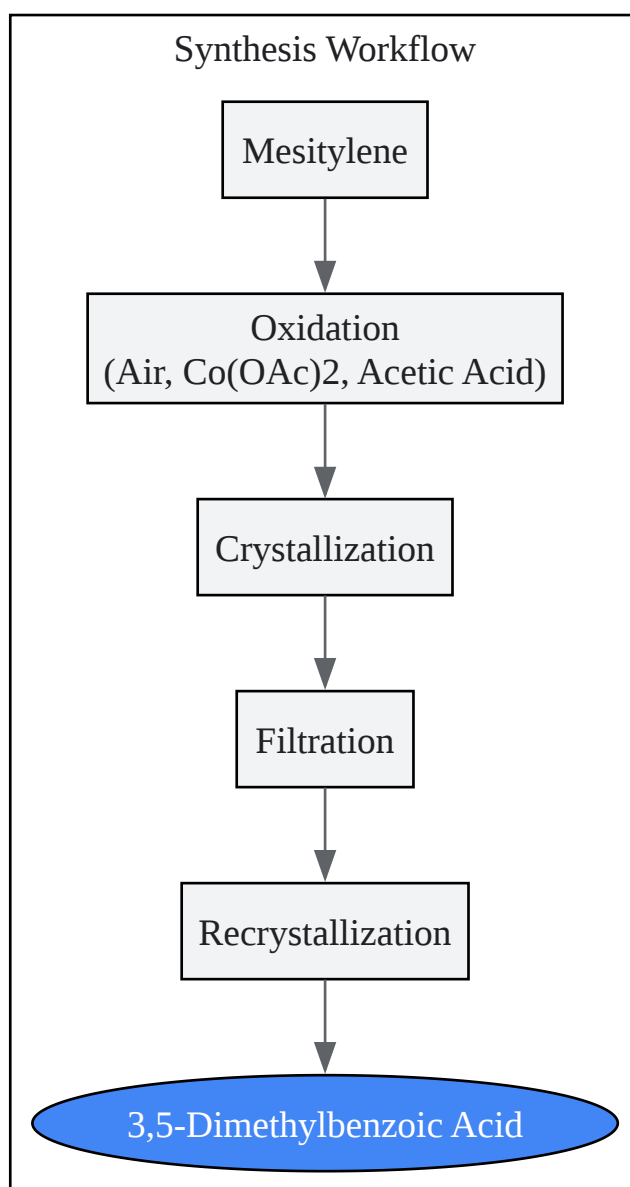 Synthesis Workflow
Mesitylene
Oxidation
(Air, Co(OAc)2, Acetic Acid)
Crystallization
Filtration
Recrystallization
3,5-Dimethylbenzoic Acid